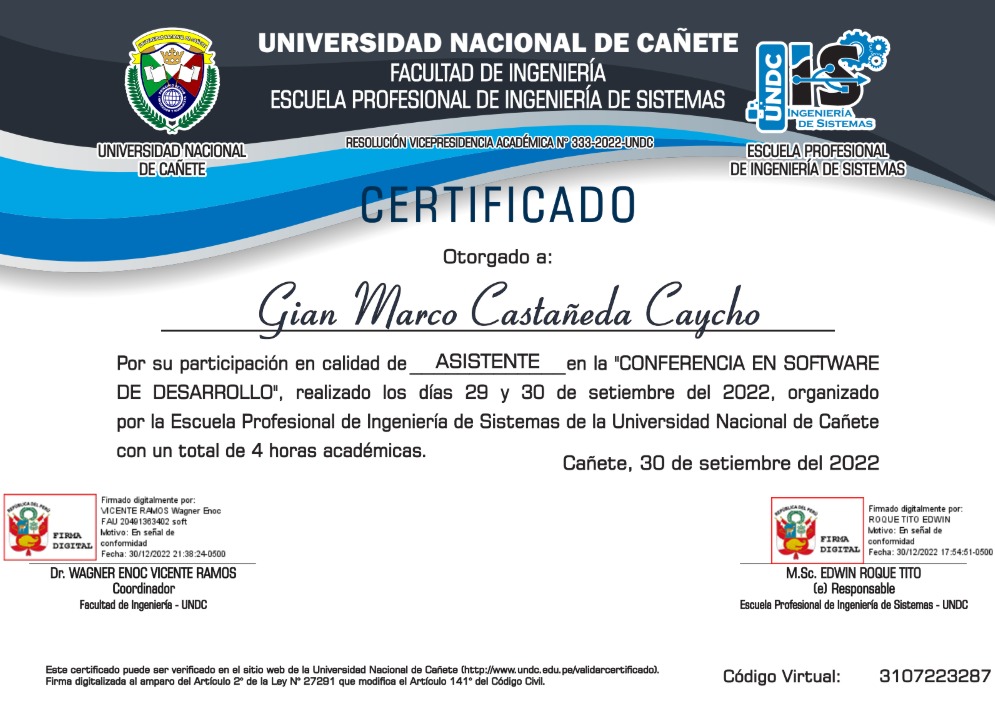 UNIVERSIDAD NACIONAL DE CAÑETE
FACULTAD DE INGENIERÍA
ESCUELA PROFESIONAL DE INGENIERÍA DE SISTEMAS
RESOLUCIÓN VICEPRESIDENCIA ACADÉMICA N° 333-2022-UNDC
UNIVERSIDAD NACIONAL
DE CAÑETE
UNDC
IS
INGENIERÍA
DE SISTEMAS
ESCUELA PROFESIONAL
DE INGENIERÍA DE SISTEMAS
CERTIFICADO
Otorgado a:
Gian Marco Castañeda Caycho
Por su participación en calidad de ASISTENTE en la "CONFERENCIA EN SOFTWARE
DE DESARROLLO", realizado los días 29 y 30 de setiembre del 2022, organizado
por la Escuela Profesional de Ingeniería de Sistemas de la Universidad Nacional de Cañete
con un total de 4 horas académicas.
Cañete, 30 de setiembre del 2022
REPUBLICA DEL PERU
FIRMA
DIGITAL
Firmado digitalmente por:
VICENTE RAMOS Wagner Enoc
FAU 20491363402 soft
Motivo: En señal de
conformidad
Fecha: 30/12/2022 21:38:24-0500
Dr. WAGNER ENOC VICENTE RAMOS
Coordinador
Facultad de Ingeniería - UNDC
REPUBLICA DEL PERU
FIRMA
DIGITAL
Firmado digitalmente por:
ROQUE TITO EDWIN
Motivo: En señal de
conformidad
Fecha: 30/12/2022 17:54:51-0500
M.Sc. EDWIN ROQUE TITO
(e) Responsable
Escuela Profesional de Ingeniería de Sistemas - UNDC
Este certificado puede ser verificado en el sitio web de la Universidad Nacional de Cañete (http://www.undc.edu.pe/validarcertificado).
Firma digitalizada al amparo del Artículo 2° de la Ley N° 27291 que modifica el Artículo 141° del Código Civil.
Código Virtual: 3107223287